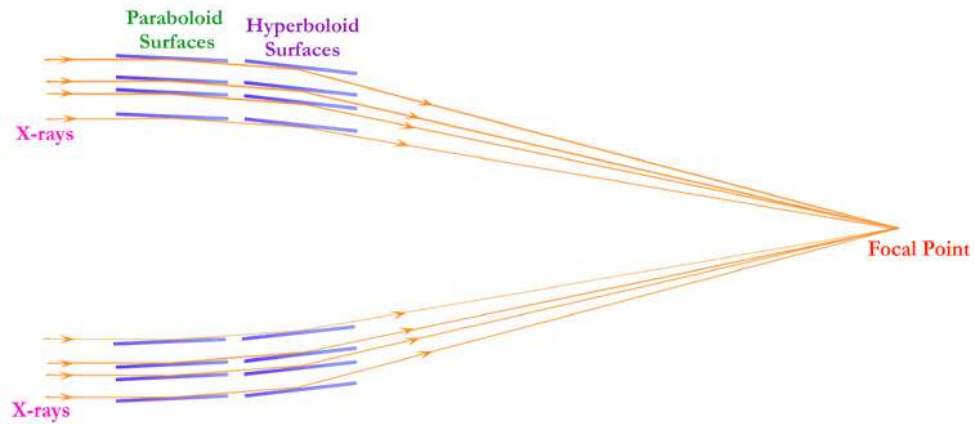 Paraboloid
Surfaces
Hyperboloid
Surfaces
X-rays
Focal Point
X-rays